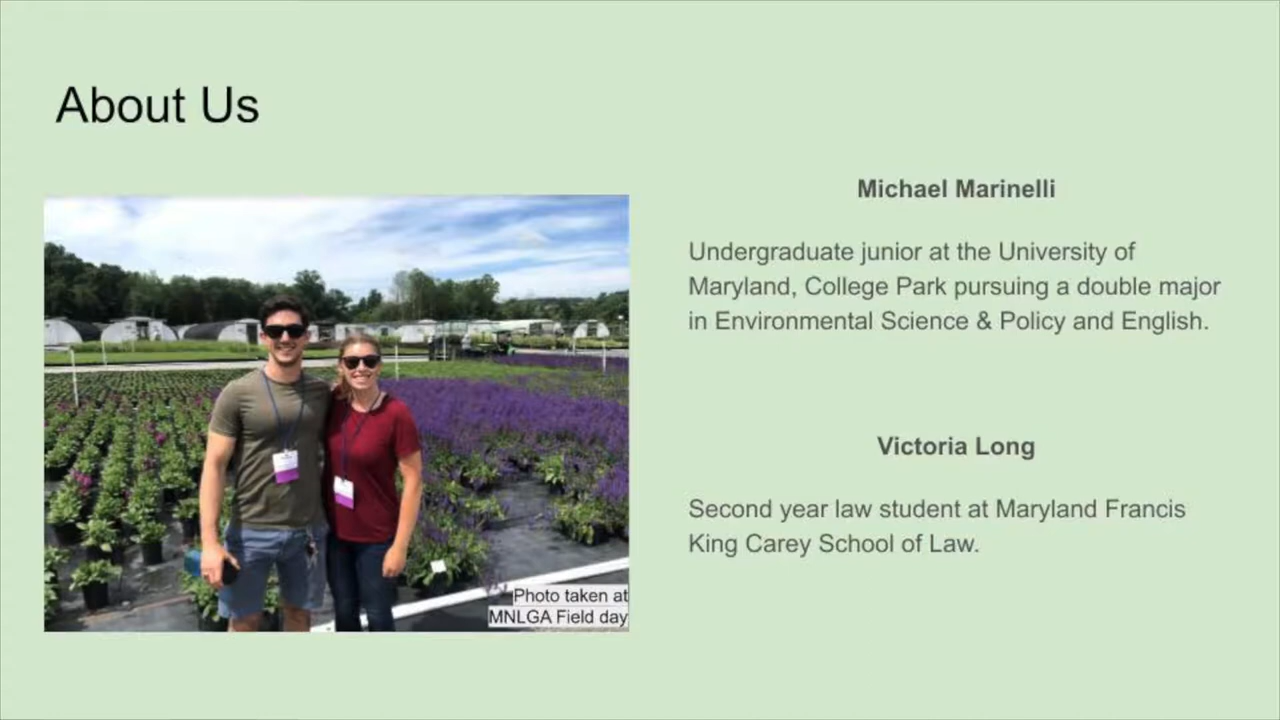 About Us
Michael Marinelli
Undergraduate junior at the University of
Maryland, College Park pursuing a double major
in Environmental Science & Policy and English.
Victoria Long
Second year law student at Maryland Francis
King Carey School of Law.
Photo taken at
MNLGA Field day